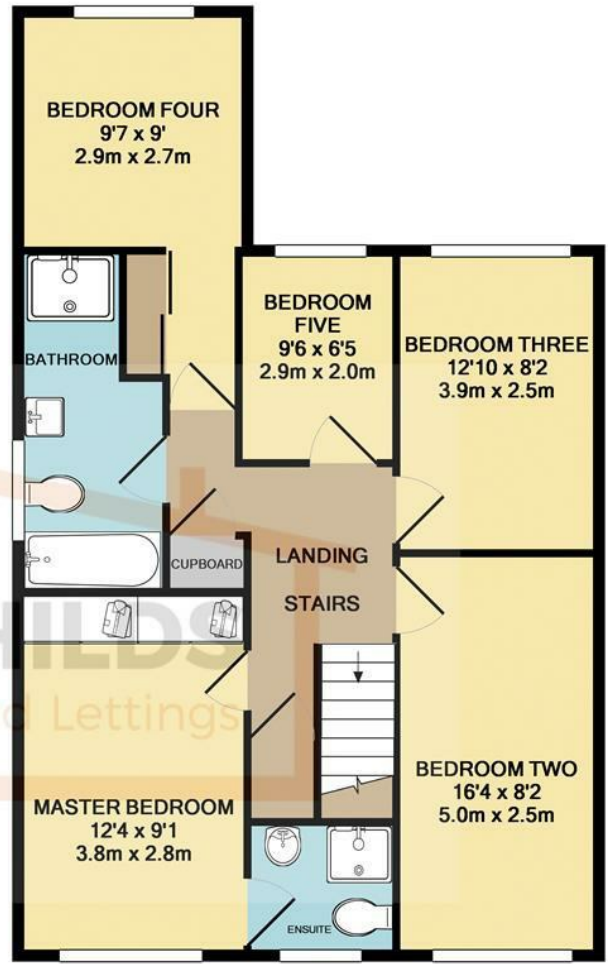 BEDROOM FOUR
9'7 x 9'
2.9m x 2.7m
BEDROOM
FIVE
9'6 x 6'5
2.9m x 2.0m
BEDROOM THREE
12'10 x 8'2
3.9m x 2.5m
BATHROOM
CUPBOARD
LANDING
STAIRS
HILDS
d Lettings
MASTER BEDROOM
12'4 x 9'1
3.8m x 2.8m
BEDROOM TWO
16'4 x 8'2
5.0m x 2.5m
ENSUITE